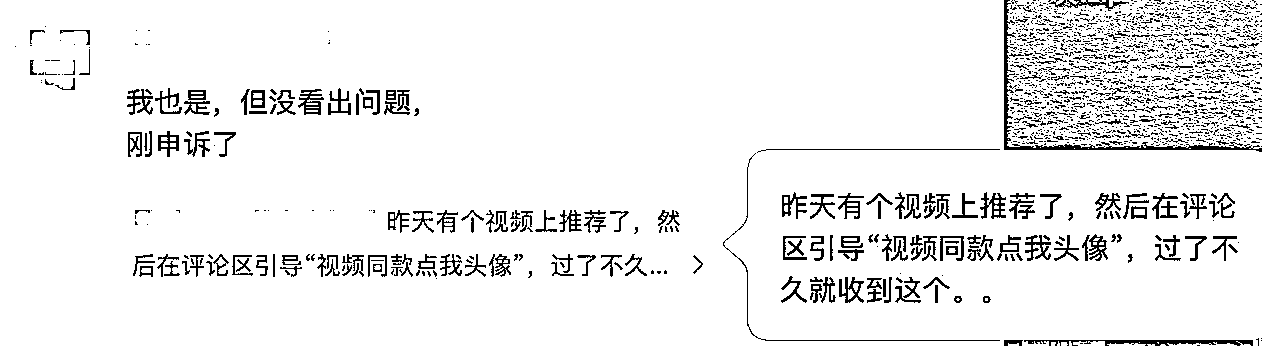 我也是，但没看出问题，
刚申诉了
昨天有个视频上推荐了，然
后在评论区引导“视频同款点我头像”，过了不久...
昨天有个视频上推荐了，然后在评论
区引导“视频同款点我头像”，过了不
久就收到这个。。